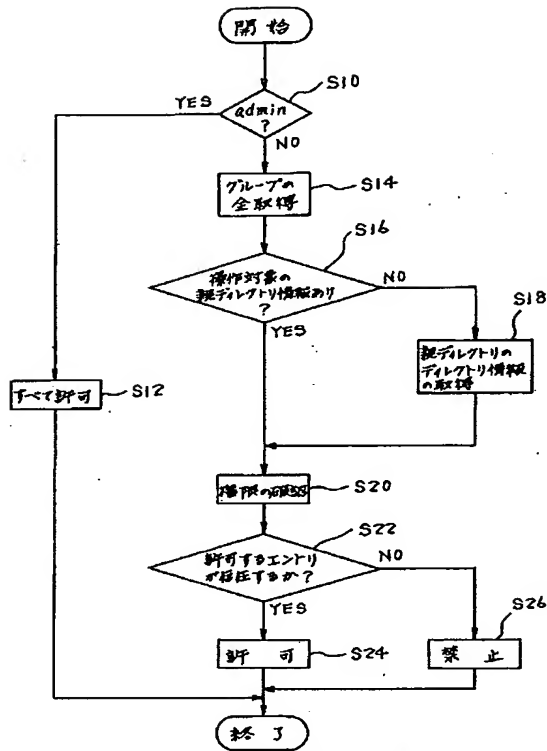 開始
S10
YES
admin
?
NO
グループの
全取得
S14
S16
操作対象の
親ディレクトリ情報あり
?
NO
YES
S18
親ディレクトリの
ディレクトリ情報
の取得
すべて許可
S12
権限の確認
S20
S22
許可するエントリ
が存在するか?
NO
YES
S26
許可
S24
禁止
終了